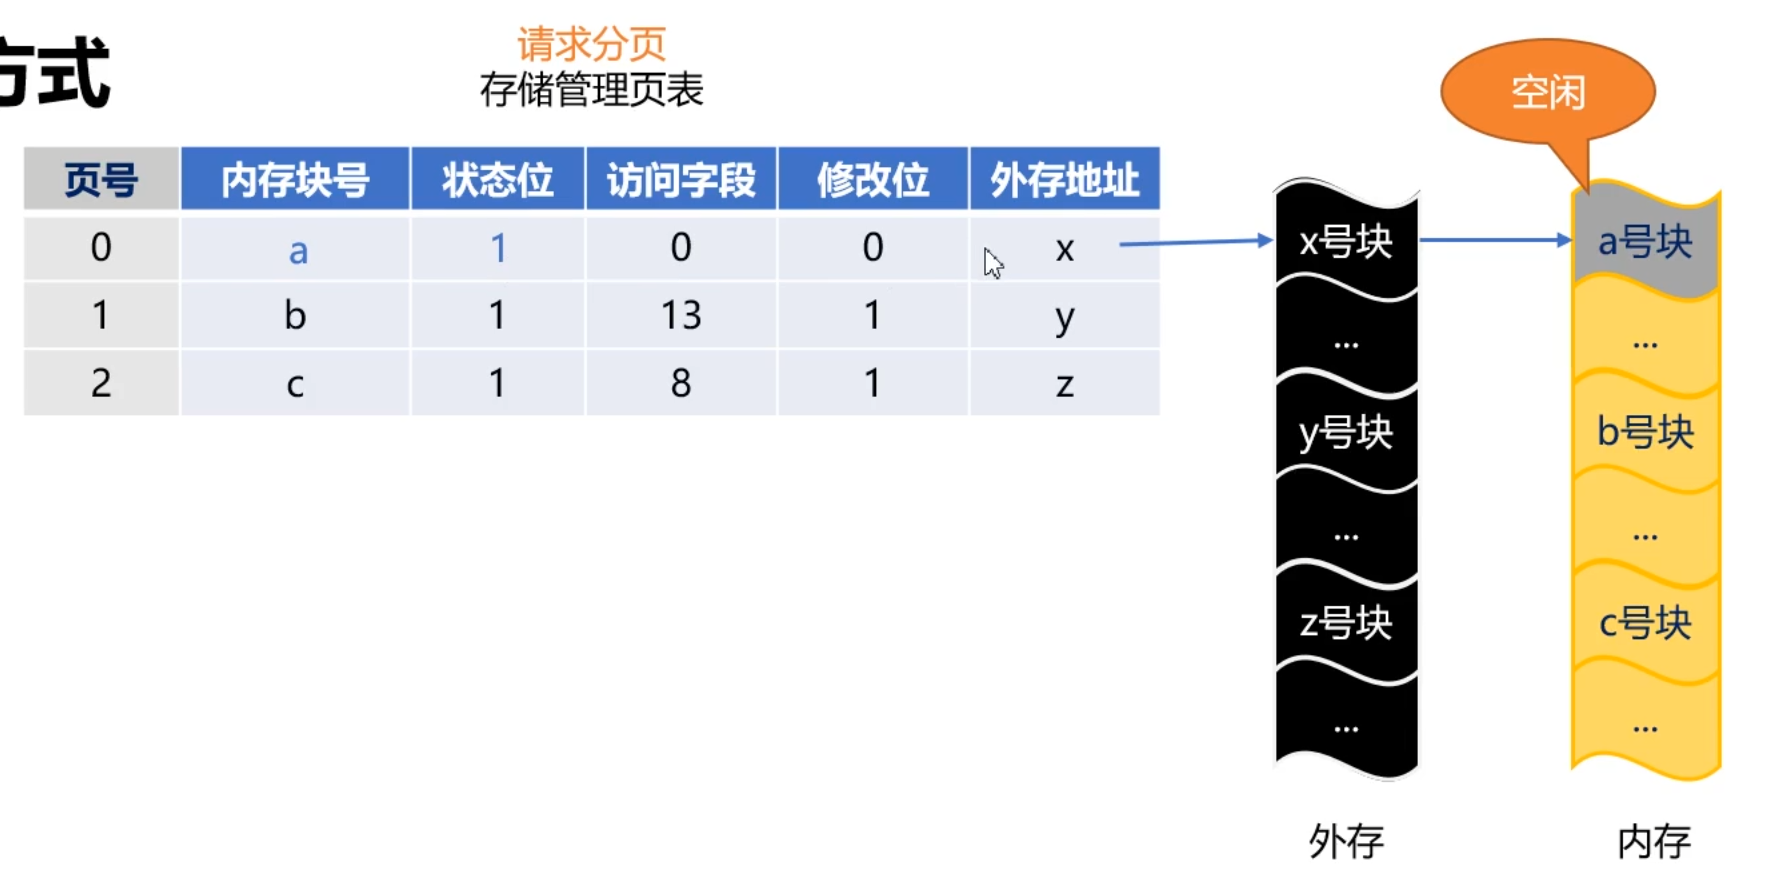 方式
请求分页
存储管理页表
空闲
页号 内存块号 状态位 访问字段 修改位 外存地址
0 a 1 0 0 x
1 b 1 13 1 y
2 c 1 8 1 z
x号块
...
y号块
...
z号块
...
外存
a号块
...
b号块
...
c号块
...
内存